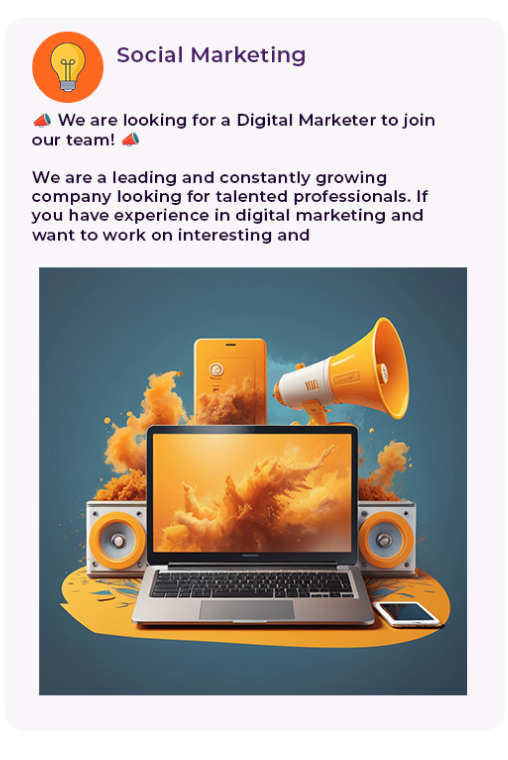 Social Marketing
📣 We are looking for a Digital Marketer to join
our team! 📣
We are a leading and constantly growing
company looking for talented professionals. If
you have experience in digital marketing and
want to work on interesting and